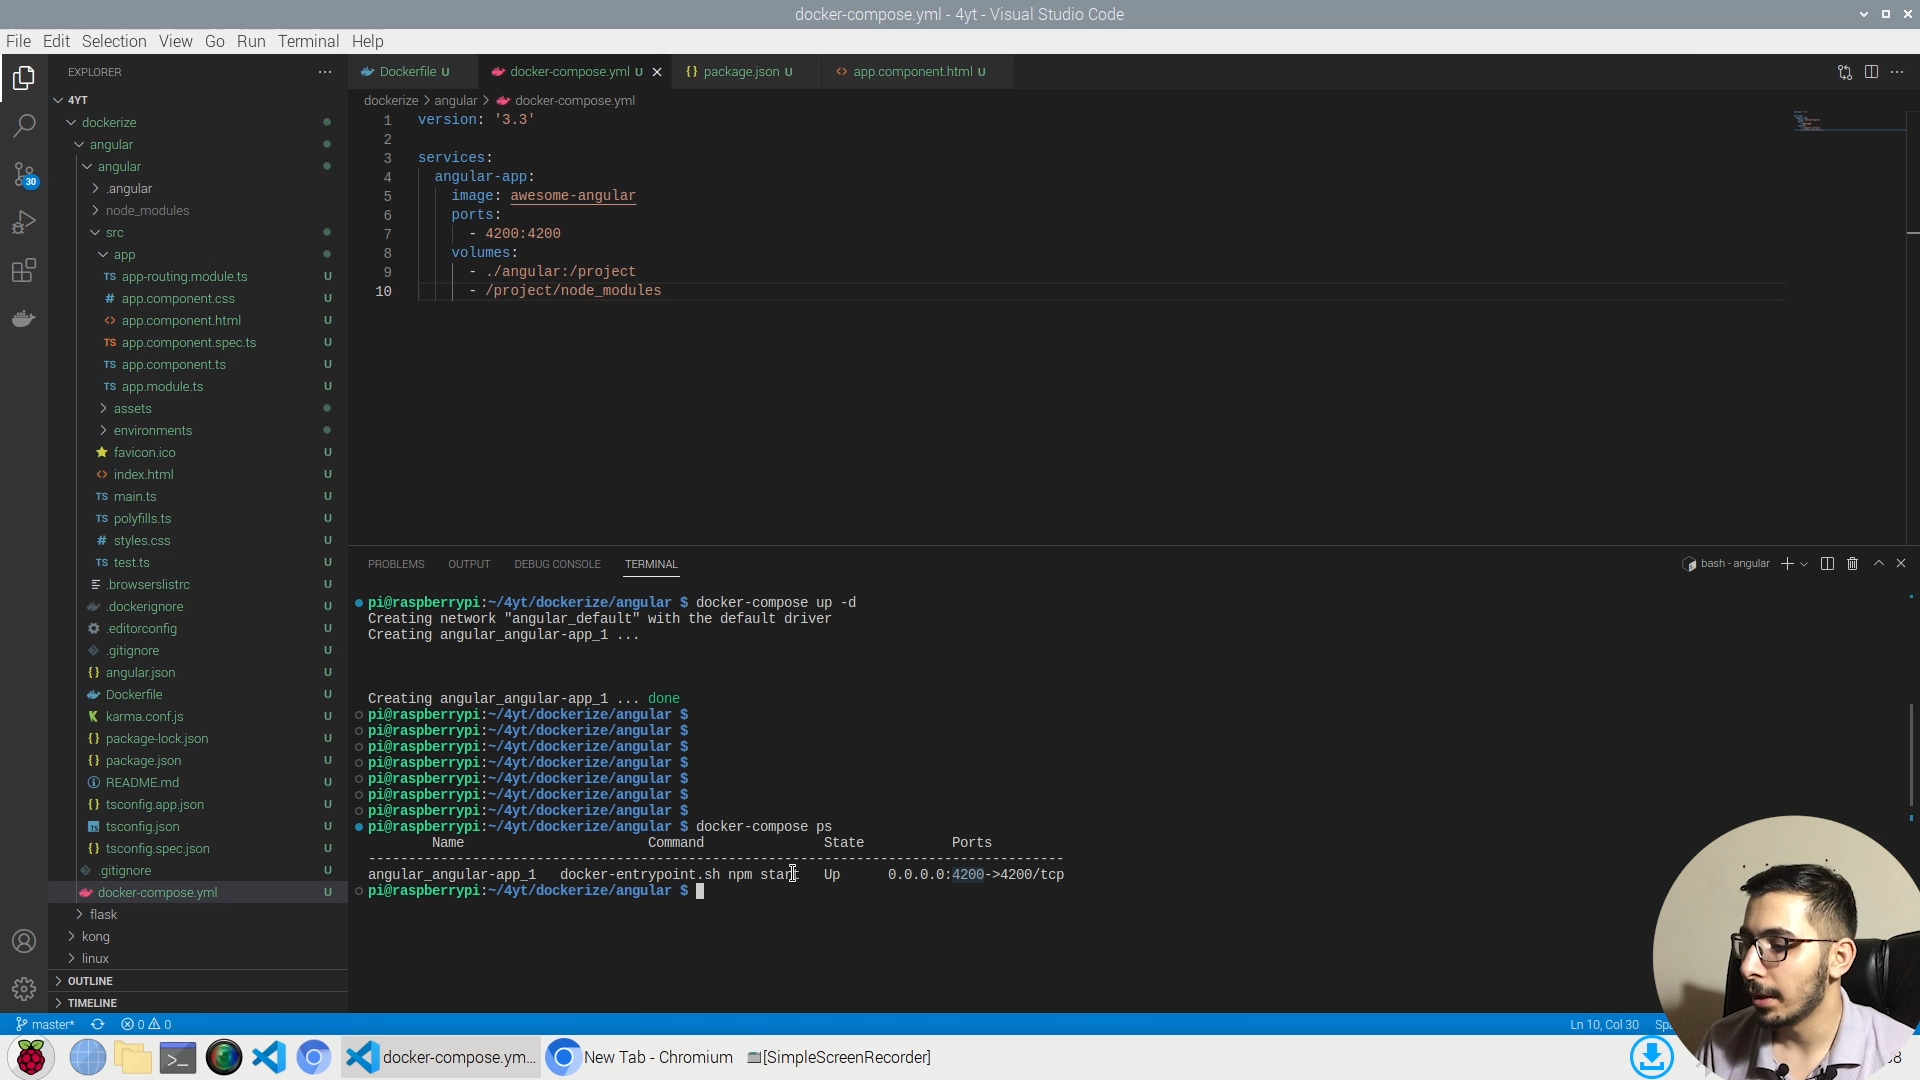 docker-compose.yml - 4yt - Visual Studio Code
File Edit Selection View Go Run Terminal Help
EXPLORER
4YT
dockerize
angular
angular
.angular
node_modules
src
app
TS app-routing.module.ts U
# app.component.css U
<> app.component.html U
TS app.component.spec.ts U
TS app.component.ts U
TS app.module.ts U
assets
environments
favicon.ico U
<> index.html U
TS main.ts U
TS polyfills.ts U
# styles.css U
TS test.ts U
.browserslistrc U
.dockerignore U
.editorconfig U
.gitignore U
{} angular.json U
Dockerfile U
karma.conf.js U
{} package-lock.json U
{} package.json U
README.md U
{} tsconfig.app.json U
TS tsconfig.json U
{} tsconfig.spec.json U
.gitignore U
docker-compose.yml U
flask
kong
linux
OUTLINE
TIMELINE
30
Dockerfile U docker-compose.yml U {} package.json U <> app.component.html U
dockerize > angular > docker-compose.yml
1 version: '3.3'
2
3 services:
4 angular-app:
5 image: awesome-angular
6 ports:
7 - 4200:4200
8 volumes:
9 - ./angular:/project
10 - /project/node_modules
PROBLEMS OUTPUT DEBUG CONSOLE TERMINAL
bash - angular
pi@raspberrypi:~/4yt/dockerize/angular $ docker-compose up -d
Creating network "angular_default" with the default driver
Creating angular_angular-app_1 ...
Creating angular_angular-app_1 ... done
pi@raspberrypi:~/4yt/dockerize/angular $
pi@raspberrypi:~/4yt/dockerize/angular $
pi@raspberrypi:~/4yt/dockerize/angular $
pi@raspberrypi:~/4yt/dockerize/angular $
pi@raspberrypi:~/4yt/dockerize/angular $
pi@raspberrypi:~/4yt/dockerize/angular $
pi@raspberrypi:~/4yt/dockerize/angular $
pi@raspberrypi:~/4yt/dockerize/angular $ docker-compose ps
Name Command State Ports
---------------------------------------------------------------------------------------
angular_angular-app_1 docker-entrypoint.sh npm start Up 0.0.0.0:4200->4200/tcp
pi@raspberrypi:~/4yt/dockerize/angular $
master* 0 0 Ln 10, Col 30
docker-compose.ym... New Tab - Chromium [SimpleScreenRecorder]